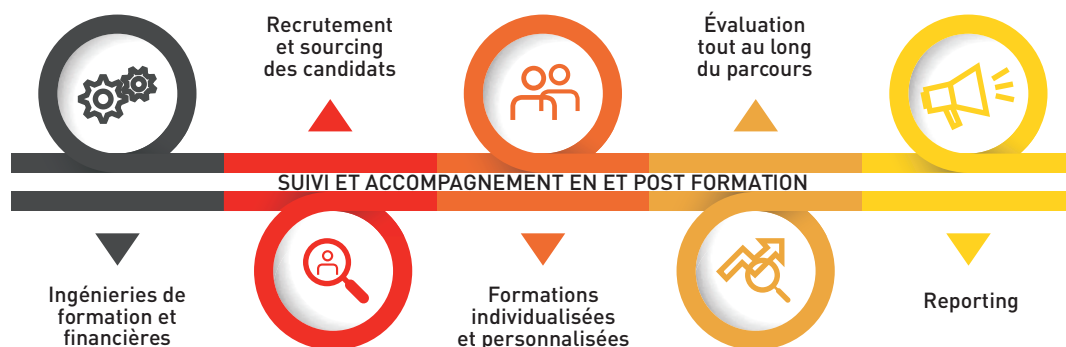 Recrutement
et sourcing
des candidats
Évaluation
tout au long
du parcours
SUIVI ET ACCOMPAGNEMENT EN ET POST FORMATION
Ingénieries de
formation et
financières
Formations
individualisées
et personnalisées
Reporting